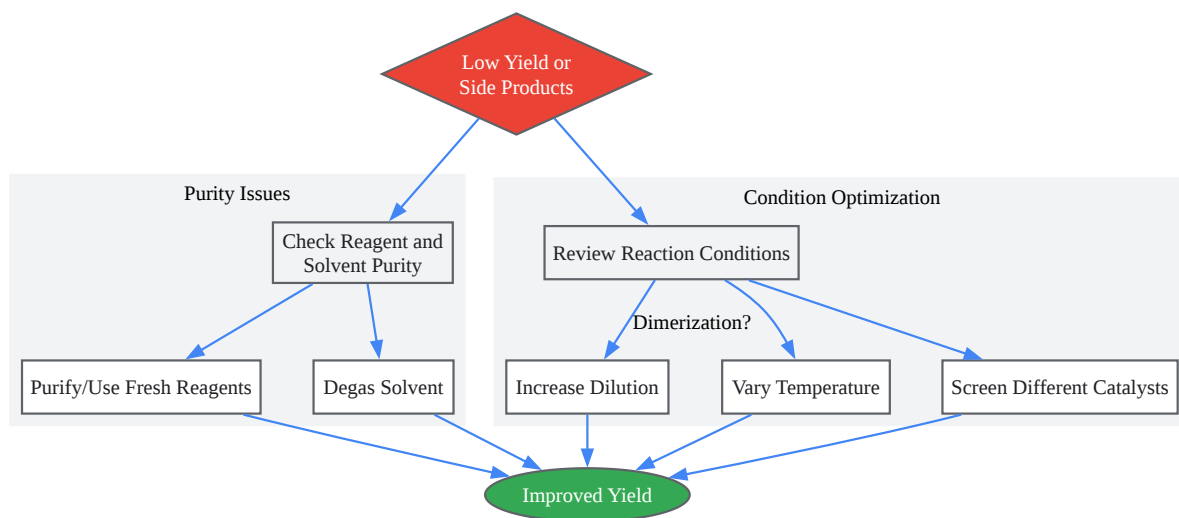 Low Yield or
Side Products
Purity Issues
Condition Optimization
Check Reagent and
Solvent Purity
Review Reaction Conditions
Dimerization?
Purify/Use Fresh Reagents
Degas Solvent
Increase Dilution
Vary Temperature
Screen Different Catalysts
Improved Yield